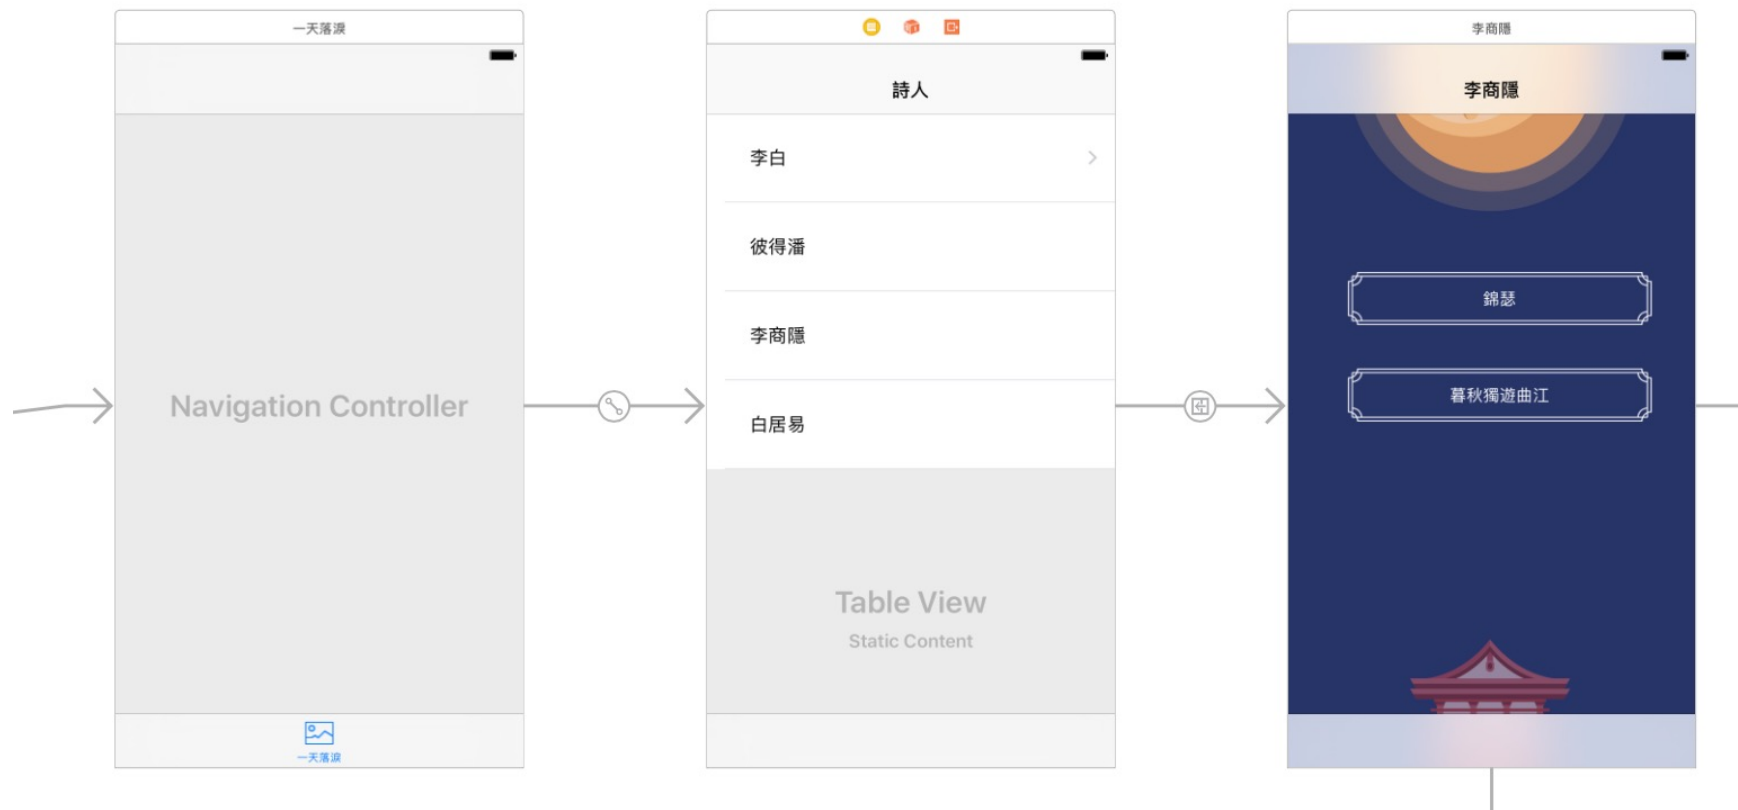 一天落淚
Navigation Controller
一天落淚
詩人
李白
彼得潘
李商隱
白居易
Table View
Static Content
李商隱
李商隱
錦瑟
暮秋獨遊曲江